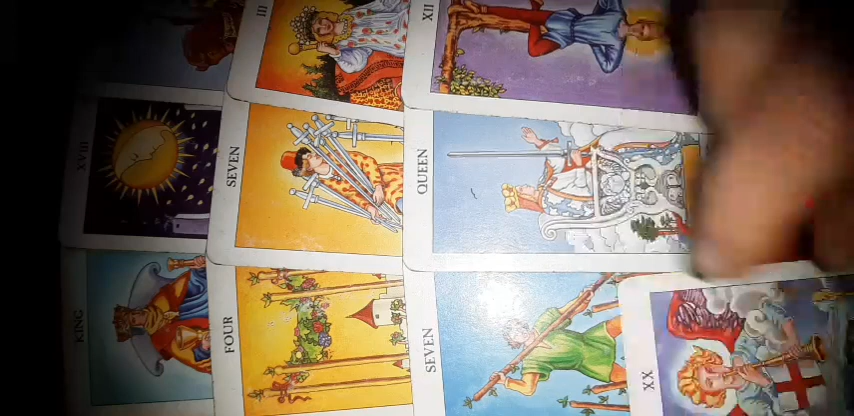 III
XII
XVIII
SEVEN
QUEEN
KING
FOUR
SEVEN
XX